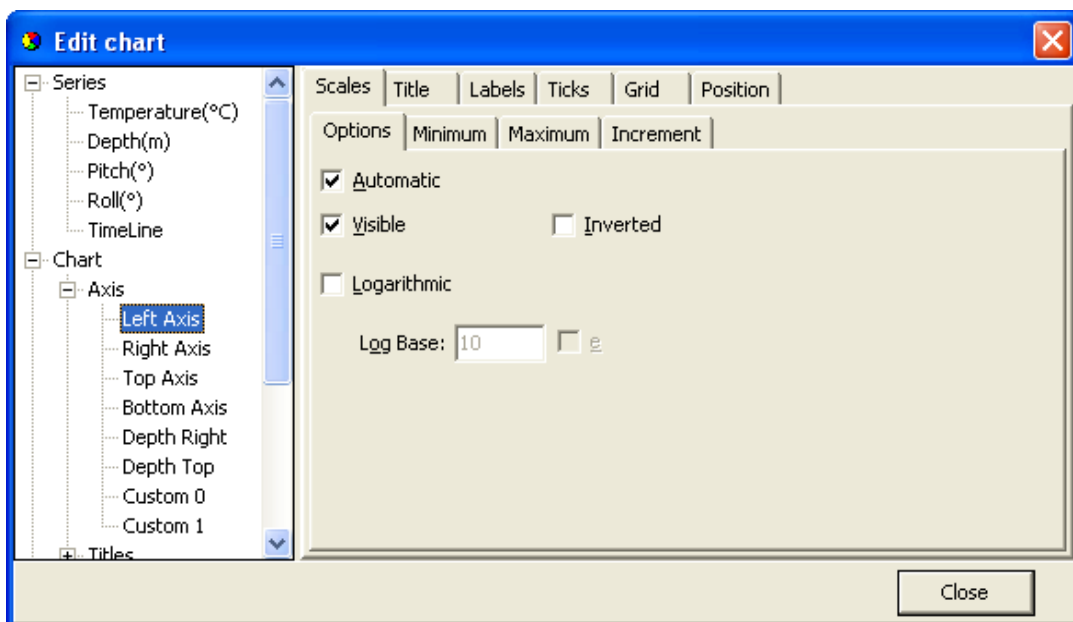 Edit chart
Series
Temperature(°C)
Depth(m)
Pitch(°)
Roll(°)
TimeLine
Chart
Axis
Left Axis
Right Axis
Top Axis
Bottom Axis
Depth Right
Depth Top
Custom 0
Custom 1
Titles
Scales Title Labels Ticks Grid Position
Options Minimum Maximum Increment
Automatic
Visible Inverted
Logarithmic
Log Base: 10 e
Close